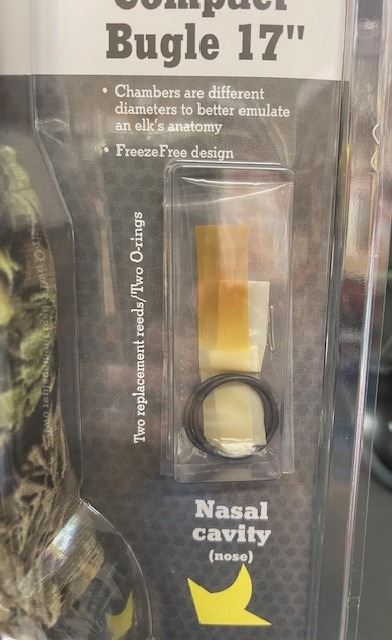 Compact
Bugle 17"
• Chambers are different
diameters to better emulate
an elk's anatomy
• FreezeFree design
Two replacement reeds/Two O-rings
Nasal
cavity
(nose)